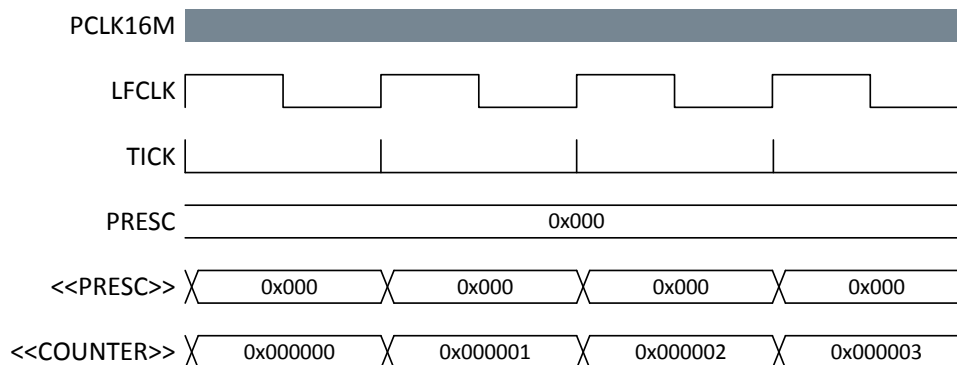 PCLK16M
LFCLK
TICK
PRESC 0x000
<<PRESC>> 0x000 0x000 0x000 0x000
<<COUNTER>> 0x000000 0x000001 0x000002 0x000003